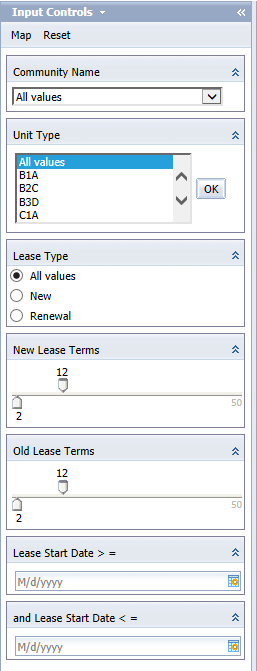 Input Controls
Map Reset
Community Name
All values
Unit Type
All values
B1A
B2C
B3D
C1A
OK
Lease Type
All values
New
Renewal
New Lease Terms
12
50
2
Old Lease Terms
12
50
2
Lease Start Date > =
M/d/yyyy
and Lease Start Date < =
M/d/yyyy